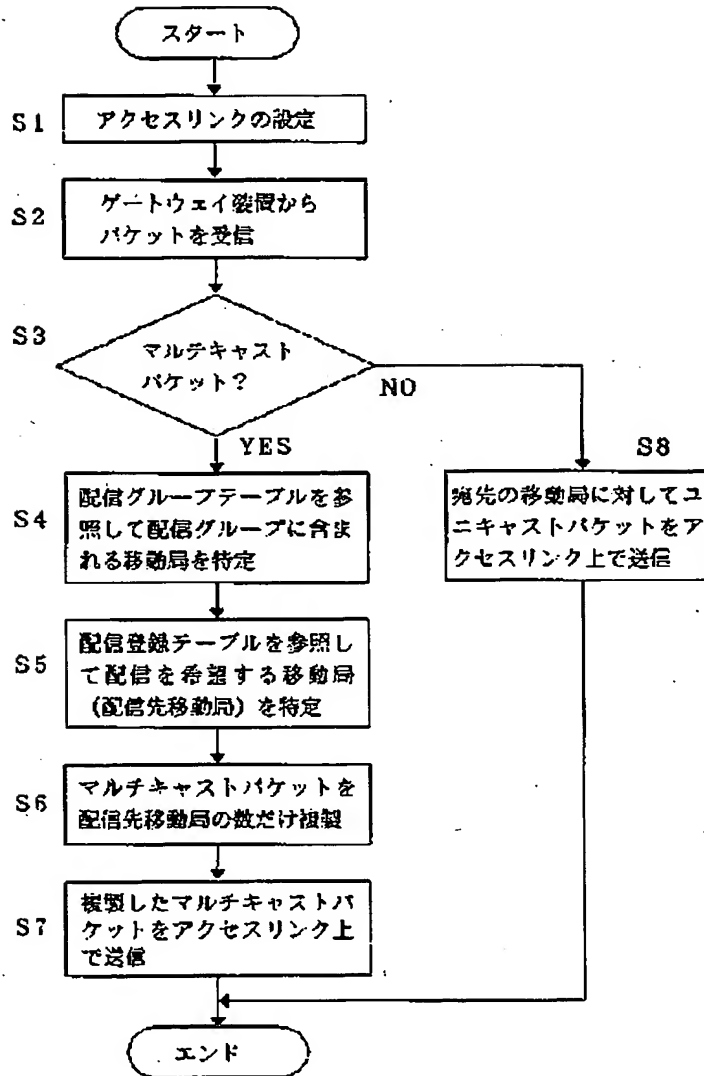 スタート
S1
アクセスリンクの設定
S2
ゲートウェイ装置から
パケットを受信
S3
マルチキャスト
パケット？
NO
YES
S4
配信グループテーブルを参
照して配信グループに含ま
れる移動局を特定
S8
宛先の移動局に対してユ
ニキャストパケットをア
クセスリンク上で送信
S5
配信登録テーブルを参照し
て配信を希望する移動局
（配信先移動局）を特定
S6
マルチキャストパケットを
配信先移動局の数だけ複製
S7
複製したマルチキャストパ
ケットをアクセスリンク上
で送信
エンド